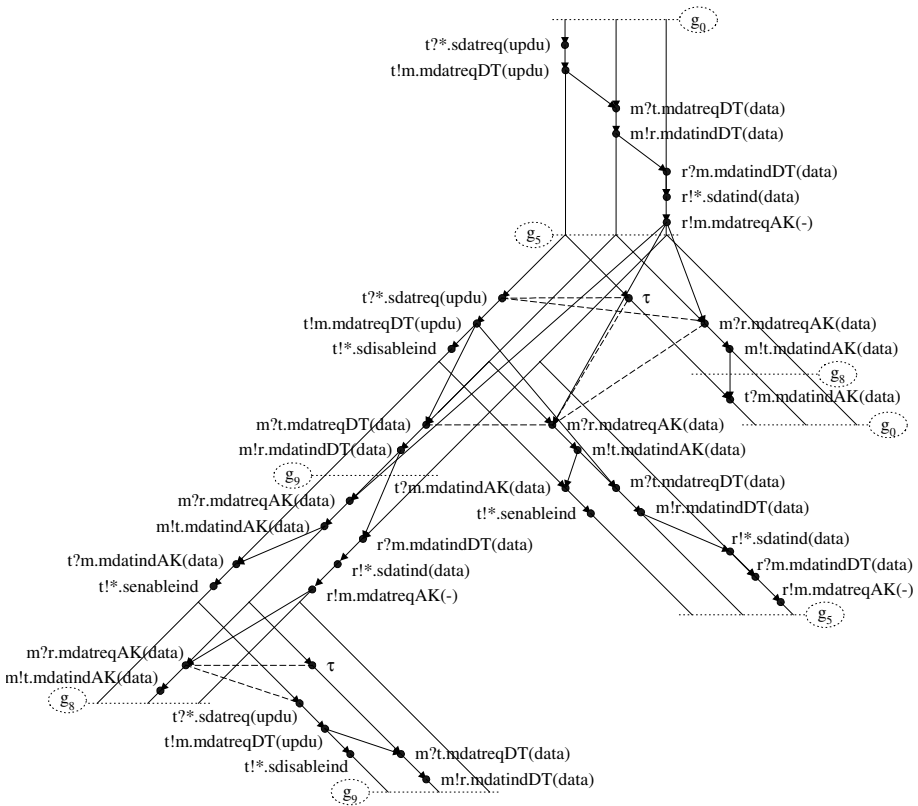 g0
t?*.sdatreq(updu)
t!m.mdatreqDT(updu)
m?t.mdatreqDT(data)
m!r.mdatindDT(data)
r?m.mdatindDT(data)
r!*.sdatind(data)
r!m.mdatreqAK(-)
g5
t?*.sdatreq(updu)
τ
t!m.mdatreqDT(updu)
m?r.mdatreqAK(data)
t!*.sdisableind
m!t.mdatindAK(data)
g8
t?m.mdatindAK(data)
m?t.mdatreqDT(data)
m?r.mdatreqAK(data)
g0
m!r.mdatindDT(data)
m!t.mdatindAK(data)
g9
t?m.mdatindAK(data)
m?t.mdatreqDT(data)
m?r.mdatreqAK(data)
t!*.senableind
m!r.mdatindDT(data)
m!t.mdatindAK(data)
r?m.mdatindDT(data)
r!*.sdatind(data)
t?m.mdatindAK(data)
r!*.sdatind(data)
r?m.mdatindDT(data)
t!*.senableind
r!m.mdatreqAK(-)
r!m.mdatreqAK(-)
g5
m?r.mdatreqAK(data)
τ
m!t.mdatindAK(data)
g8
t?*.sdatreq(updu)
t!m.mdatreqDT(updu)
m?t.mdatreqDT(data)
t!*.sdisableind
m!r.mdatindDT(data)
g9